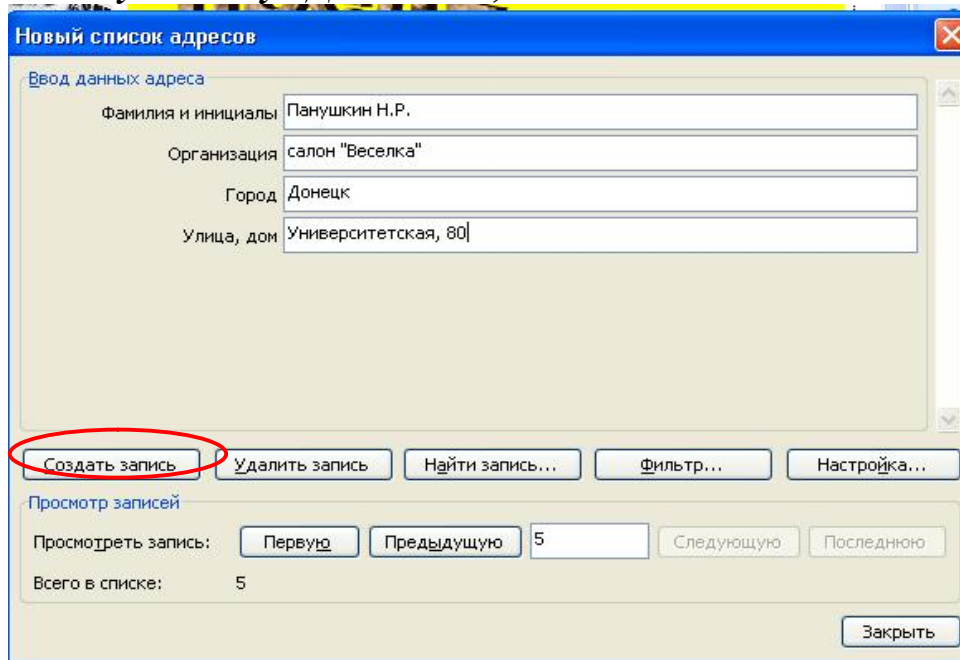 Новый список адресов
Ввод данных адреса
Фамилия и инициалы Панушкин Н.Р.
Организация салон "Веселка"
Город Донецк
Улица, дом Университетская, 80
Создать запись Удалить запись Найти запись... Фильтр... Настройка...
Просмотр записей
Просмотреть запись: Первую Предыдущую 5 Следующую Последнюю
Всего в списке: 5
Закрыть